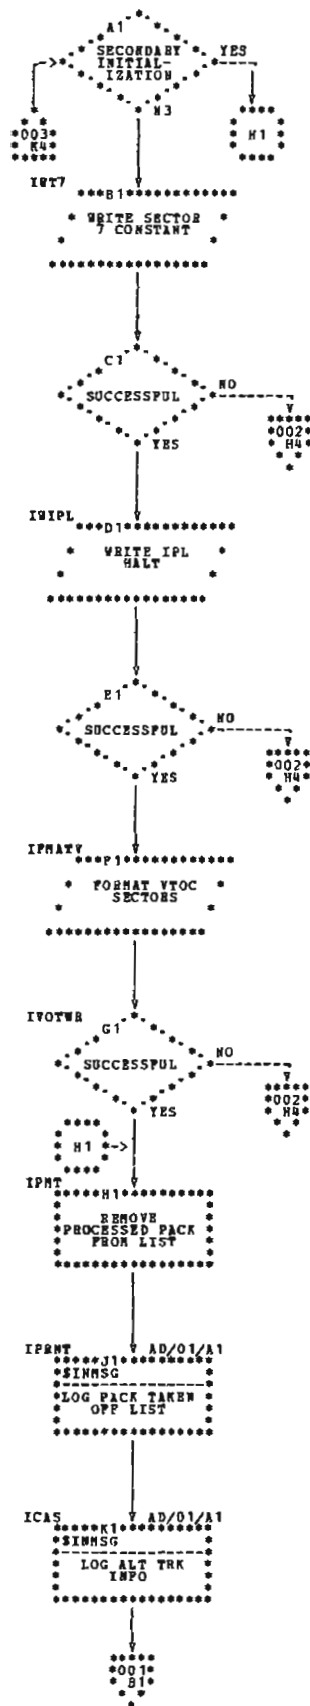 A1
SECONDARY
INITIAL-
IZATION
YES
N3
003
K4
H1
IWT7
B1
WRITE SECTOR
7 CONSTANT
C1
SUCCESSFUL
NO
YES
002
H4
IWIPL
D1
WRITE IPL
HALT
E1
SUCCESSFUL
NO
YES
002
H4
IFMATV
F1
FORMAT VTOC
SECTORS
IVOTWR
G1
SUCCESSFUL
NO
YES
002
H4
H1
IPMT
H1
REMOVE
PROCESSED PACK
FROM LIST
IPRNT
AD/01/A1
J1
$INMSG
LOG PACK TAKEN
OFF LIST
ICAS
AD/01/A1
K1
$INMSG
LOG ALT TRK
INFO
001
B1